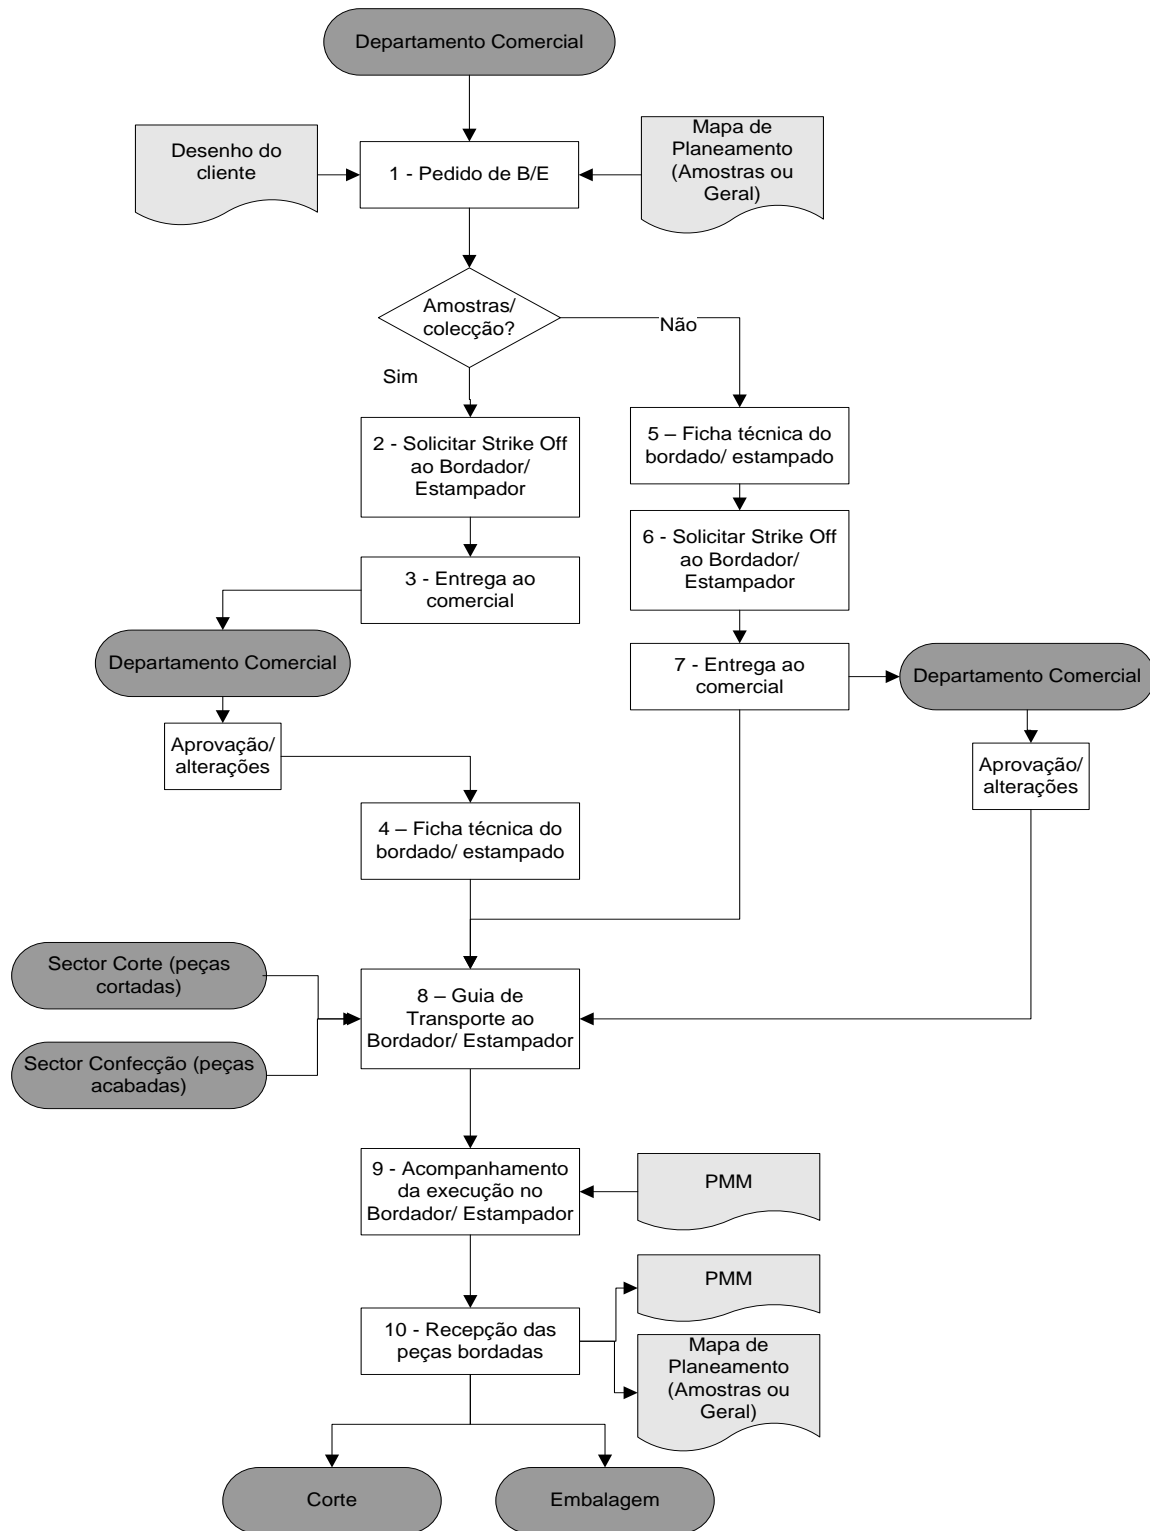 Departamento Comercial
Desenho do
cliente
1 - Pedido de B/E
Mapa de
Planeamento
(Amostras ou
Geral)
Amostras/
colecção?
Não
Sim
2 - Solicitar Strike Off
ao Bordador/
Estampador
5 – Ficha técnica do
bordado/ estampado
6 - Solicitar Strike Off
ao Bordador/
Estampador
3 - Entrega ao
comercial
Departamento Comercial
7 - Entrega ao
comercial
Departamento Comercial
Aprovação/
alterações
Aprovação/
alterações
4 – Ficha técnica do
bordado/ estampado
Sector Corte (peças
cortadas)
8 – Guia de
Transporte ao
Bordador/ Estampador
Sector Confecção (peças
acabadas)
9 - Acompanhamento
da execução no
Bordador/ Estampador
PMM
PMM
10 - Recepção das
peças bordadas
Mapa de
Planeamento
(Amostras ou
Geral)
Corte
Embalagem